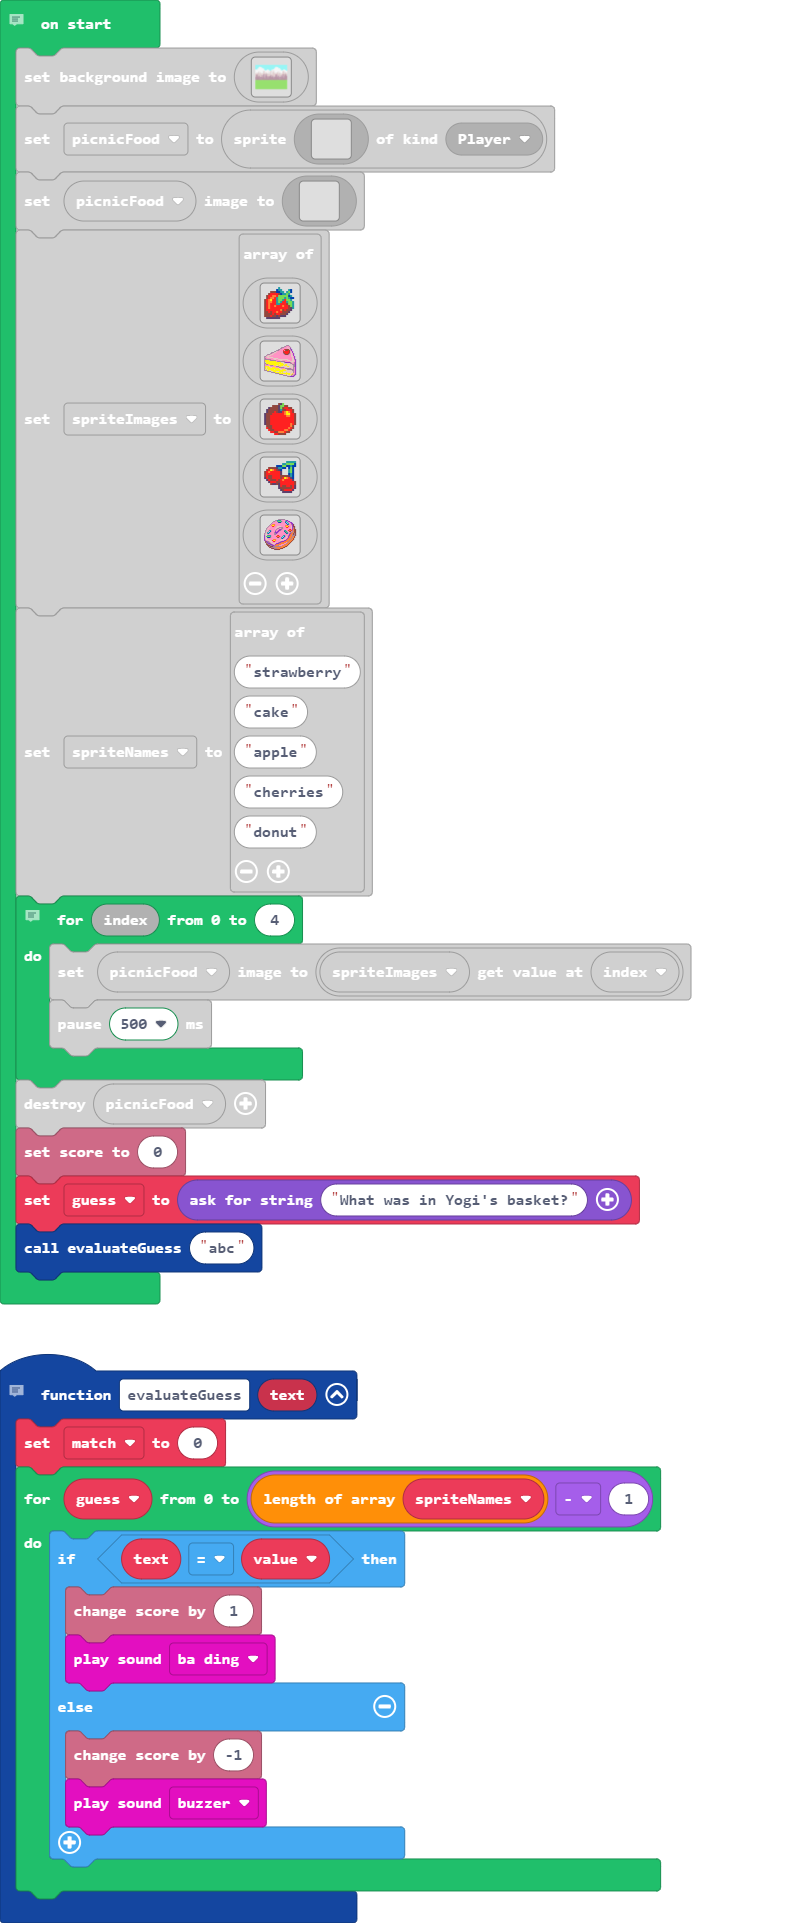 on start
set background image to
set picnicFood to sprite of kind Player
set picnicFood image to
array of
set spriteImages to
array of
"strawberry"
"cake"
set spriteNames to "apple"
"cherries"
"donut"
for index from 0 to 4
do
set picnicFood image to spriteImages get value at index
pause 500 ms
destroy picnicFood
set score to 0
set guess to ask for string "What was in Yogi's basket?"
call evaluateGuess "abc"
function evaluateGuess text
set match to 0
for guess from 0 to length of array spriteNames - 1
do
if text = value then
change score by 1
play sound ba ding
else
change score by -1
play sound buzzer